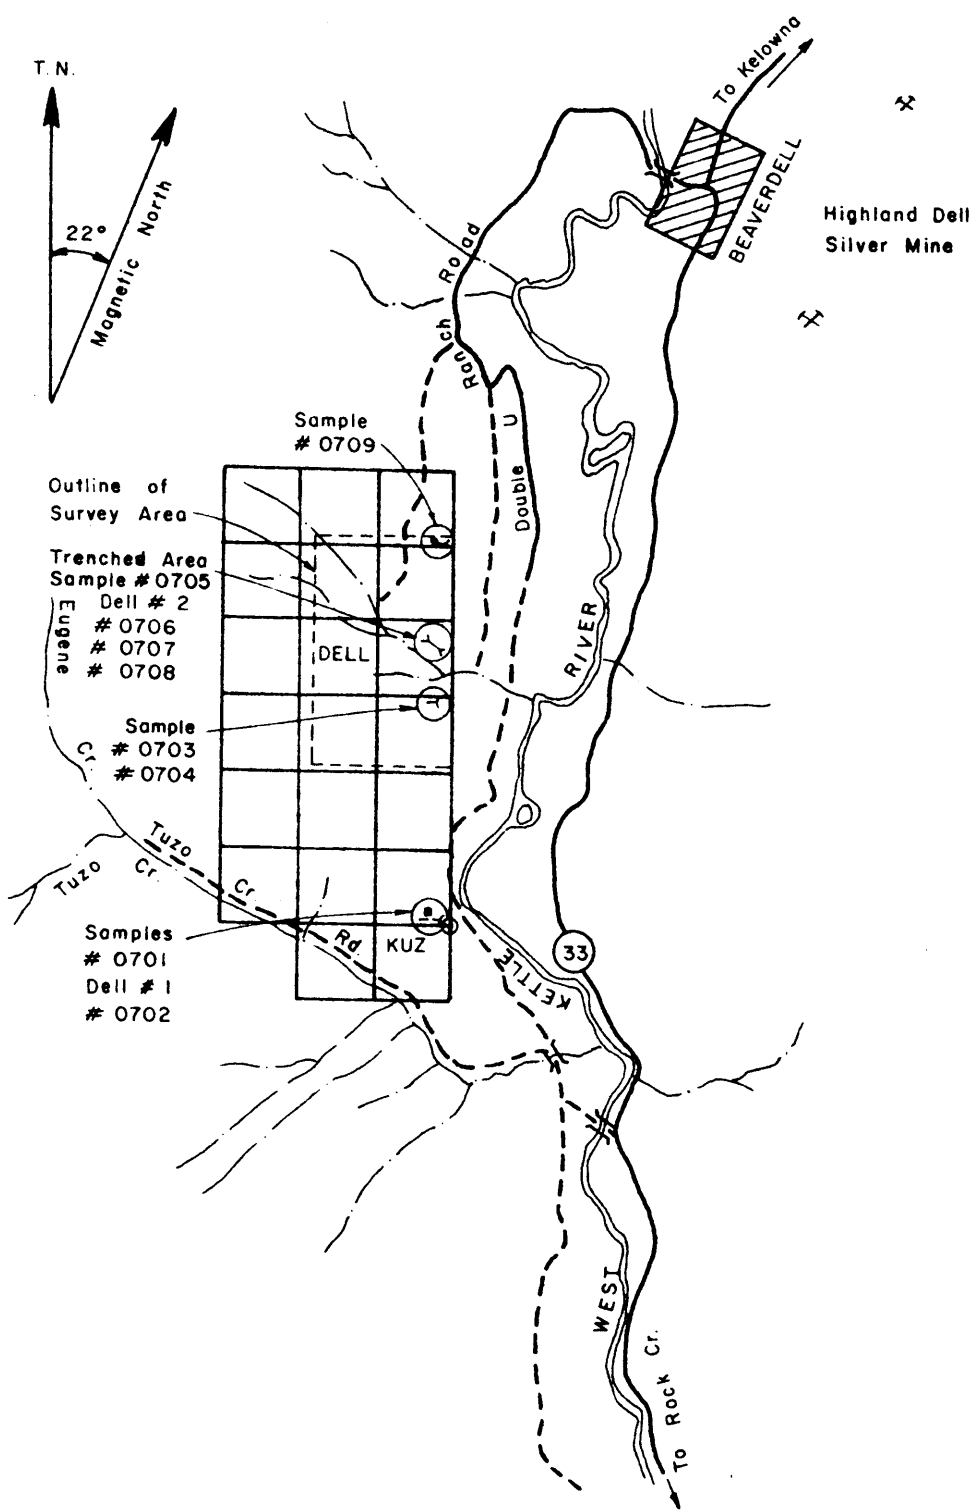 To Kelowna
T. N.
22°
Magnetic North
BEAVERDELL
Highland Dell
Silver Mine
Ranch Road
Double U
Sample
# 0709
Outline of
Survey Area
Trenched Area
Sample # 0705
Dell # 2
# 0706
# 0707
# 0708
Eugene
Cr.
DELL
RIVER
Sample
# 0703
# 0704
Tuzo
Cr.
Tuzo Cr. Rd.
Samples
# 0701
Dell # 1
# 0702
KUZ
33
KETTLE
WEST
To Rock Cr.